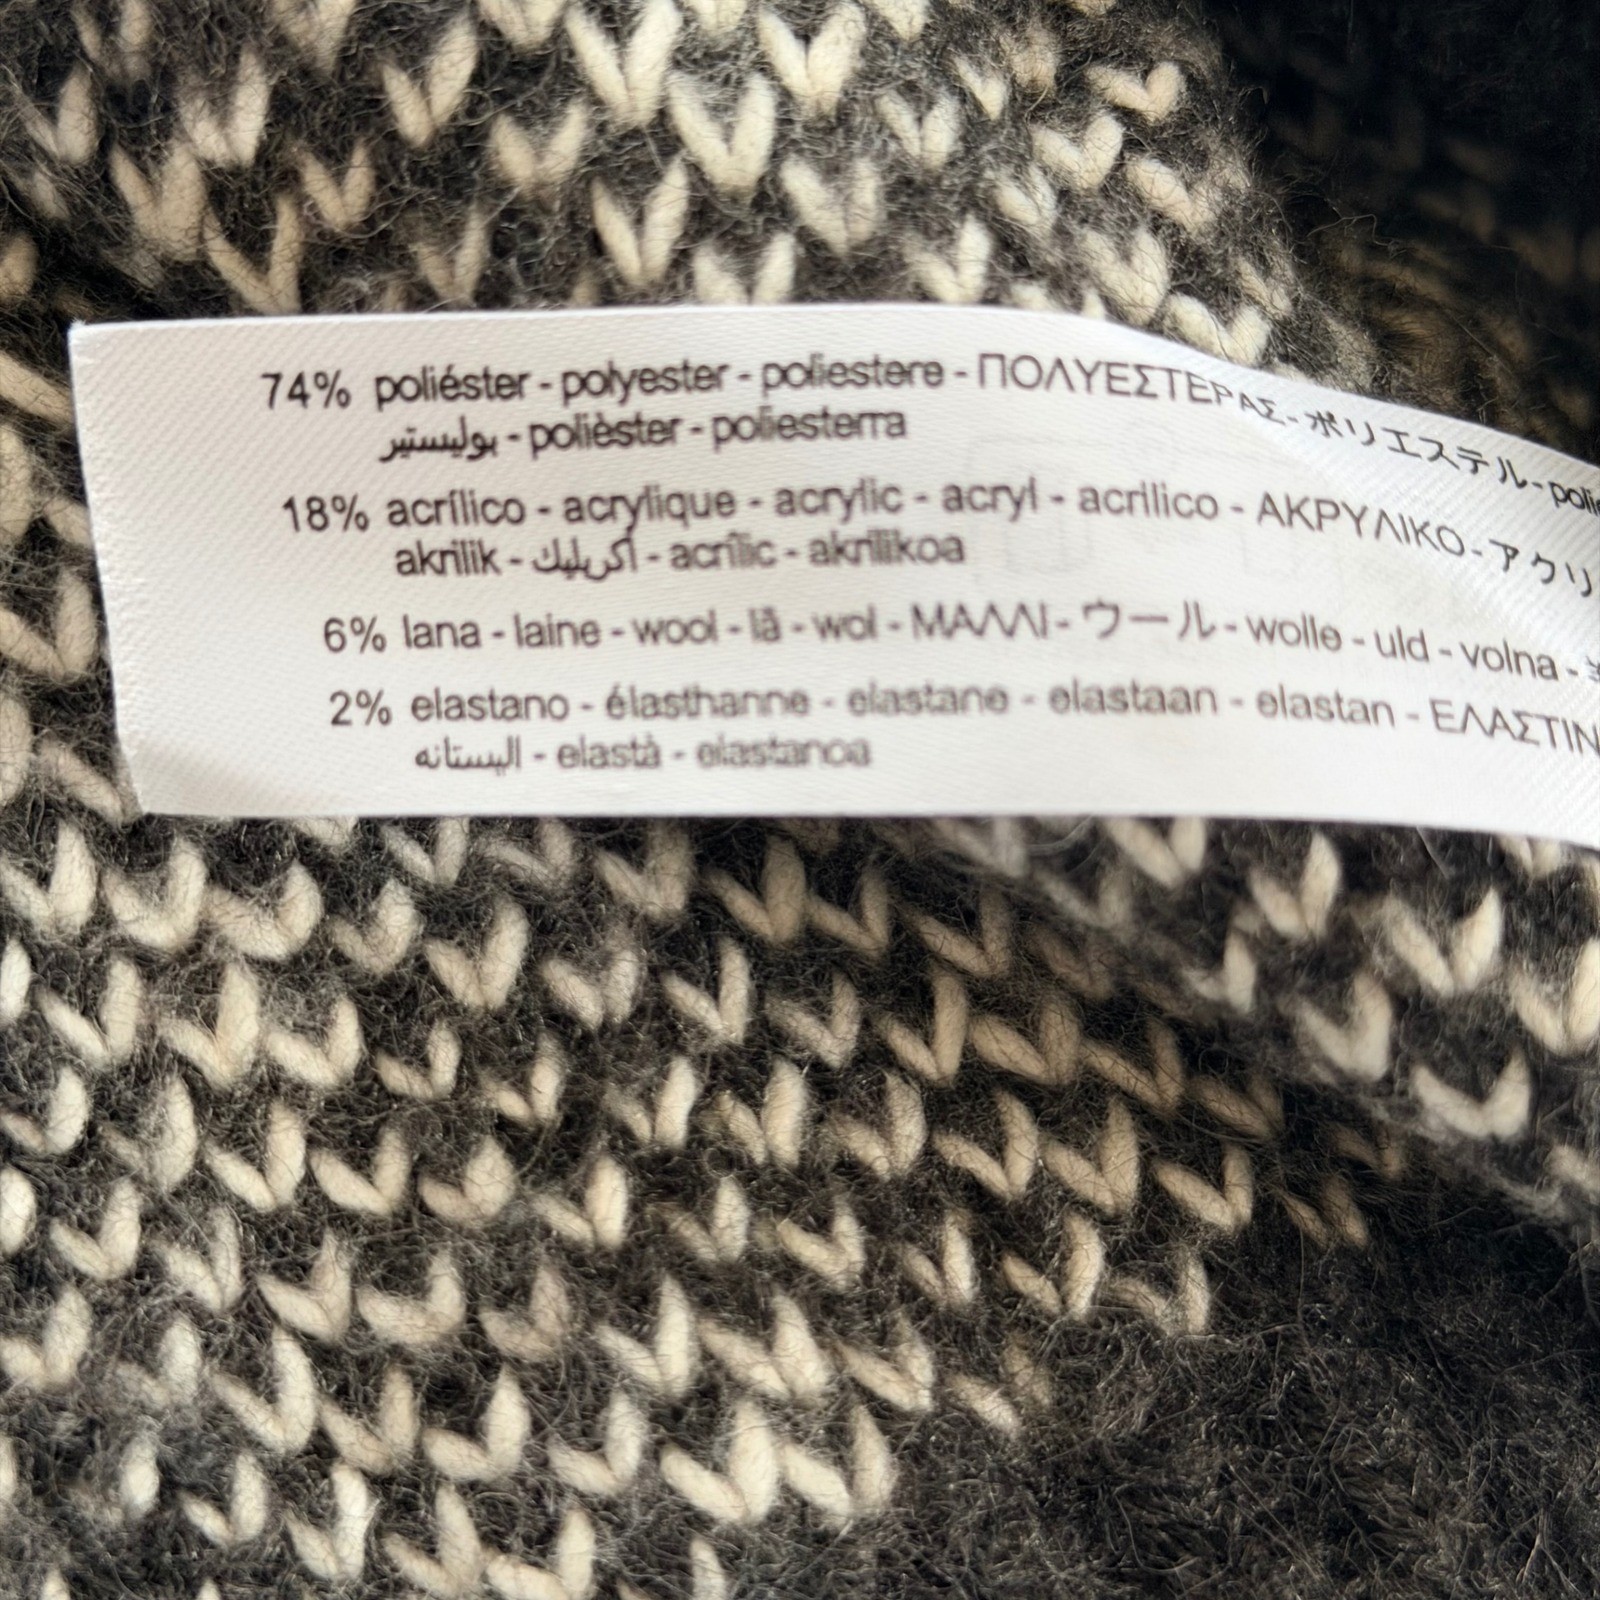 74% poliéster - polyester - poliestere - ΠΟΛΥΕΣΤΕΡΑΣ - ポリエステル -
بوليستير - polièster - poliesterra
18% acrílico - acrylique - acrylic - acryl - acrilico - ΑΚΡΥΛΙΚΟ -
akrilik - أكريليك - acrílic - akrilikoa
6% lana - laine - wool - lã - wol - ΜΑΛΛΙ - ウール - wolle - uld - volna -
2% elastano - élasthanne - elastane - elastaan - elastan -
اليستانه - elastà - elastanoa